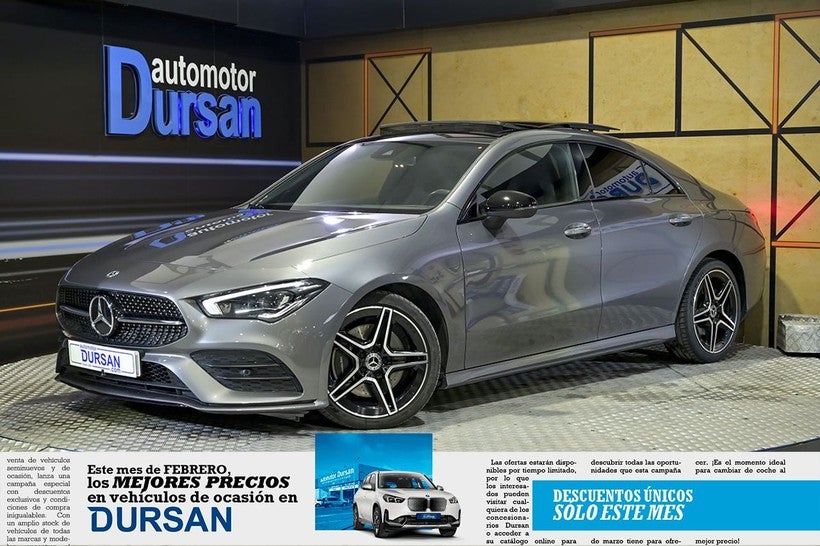 automotor
Dursan
automotor
DURSAN
.com
venta de vehículos
seminuevos y de
ocasión, lanza una
campaña especial
con descuentos
exclusivos y condi-
ciones de compra
inigualables. Con
un amplio stock de
vehículos de todas
las marcas y mode-
Este mes de FEBRERO,
los MEJORES PRECIOS
en vehículos de ocasión en
DURSAN
automotor Dursan
Las ofertas estarán dispo-
nibles por tiempo limitado,
por lo que
los interesa-
dos pueden
visitar cual-
quiera de los
concesiona-
rios Dursan
o acceder a
su catálogo
online para
descubrir todas las oportu-
nidades que esta campaña
cer. ¡Es el momento ideal
para cambiar de coche al
DESCUENTOS ÚNICOS
SOLO ESTE MES
de marzo tiene para ofre-
mejor precio!